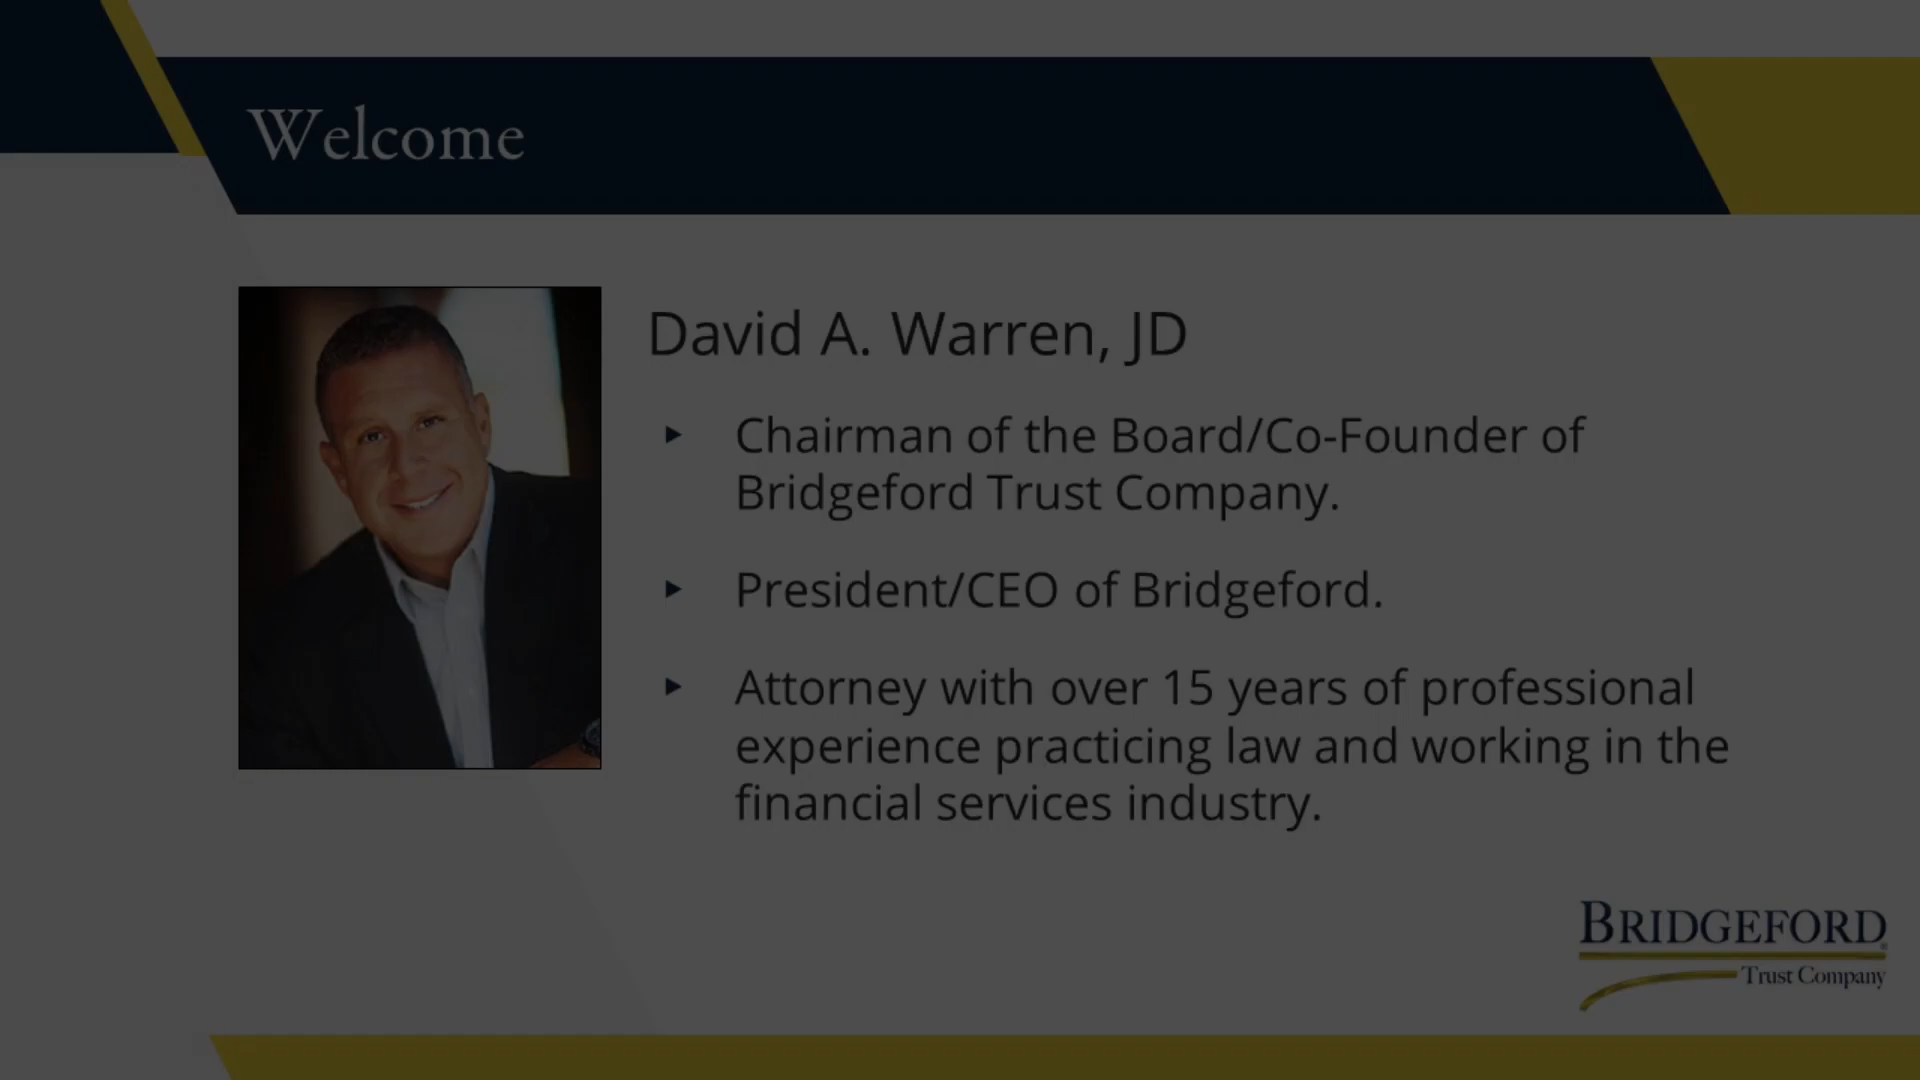 Welcome
David A. Warren, JD
Chairman of the Board/Co-Founder of
Bridgeford Trust Company.
President/CEO of Bridgeford.
Attorney with over 15 years of professional
experience practicing law and working in the
financial services industry.
BRIDGEFORD®
Trust Company